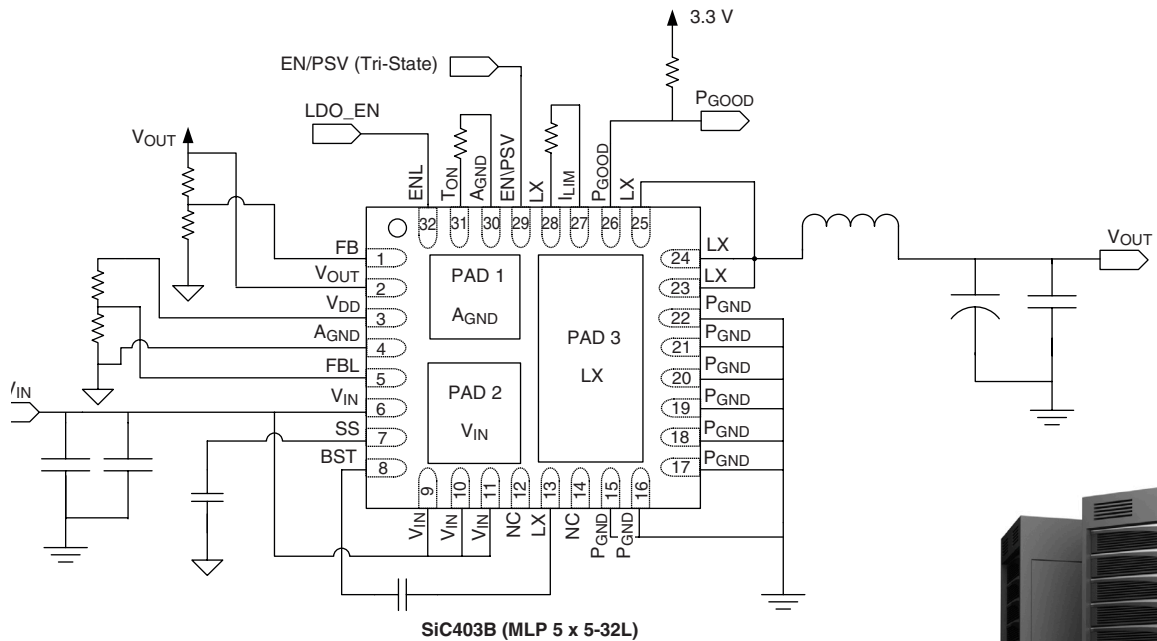 3.3 V
EN/PSV (Tri-State)
PGOOD
LDO_EN
VOUT
ENL
TON
AGND
EN\PSV
LX
ILIM
PGOOD
LX
32
31
30
29
28
27
26
25
FB
1
VOUT
2
VDD
3
AGND
4
FBL
5
VIN
VIN
6
SS
7
BST
8
PAD 1
AGND
PAD 2
VIN
PAD 3
LX
24
LX
23
LX
22
PGND
21
PGND
20
PGND
19
PGND
18
PGND
17
PGND
VOUT
9
10
11
12
13
14
15
16
VIN
VIN
VIN
NC
LX
NC
PGND
PGND
SiC403B (MLP 5 x 5-32L)